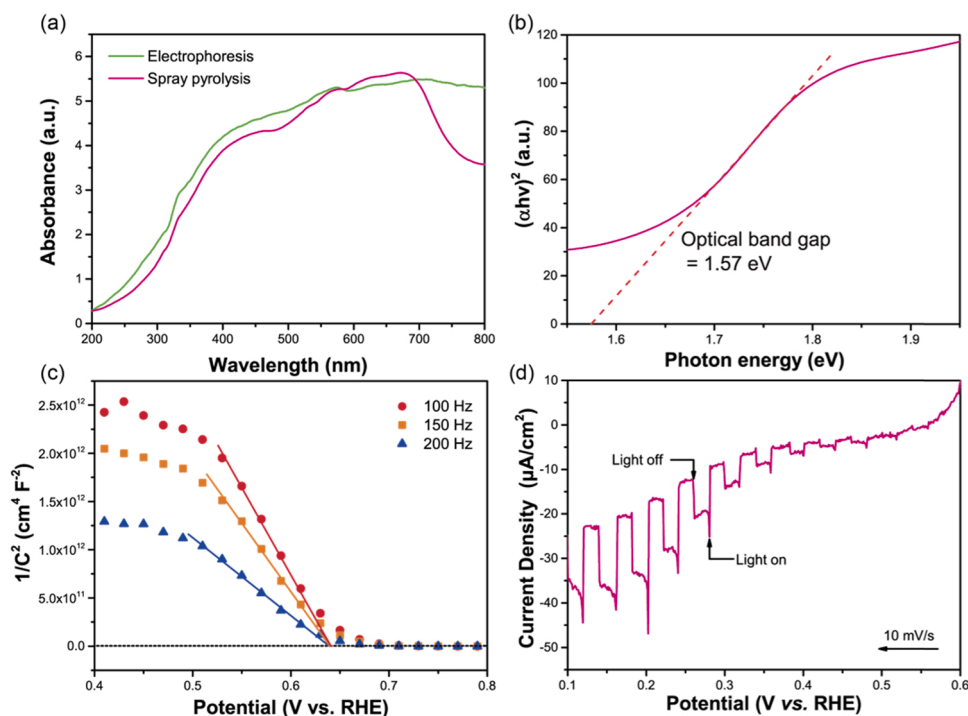 (a)
Electrophoresis
Spray pyrolysis
Absorbance (a.u.)
6
5
4
3
2
1
0
200 300 400 500 600 700 800
Wavelength (nm)
(b)
(αhv)² (a.u.)
120
100
80
60
40
20
0
Optical band gap
= 1.57 eV
1.6 1.7 1.8 1.9
Photon energy (eV)
(c)
100 Hz
150 Hz
200 Hz
1/C² (cm⁴ F⁻²)
2.5x10¹²
2.0x10¹²
1.5x10¹²
1.0x10¹²
5.0x10¹¹
0.0
0.4 0.5 0.6 0.7 0.8
Potential (V vs. RHE)
(d)
Current Density (µA/cm²)
10
0
-10
-20
-30
-40
-50
Light off
Light on
10 mV/s
0.1 0.2 0.3 0.4 0.5 0.6
Potential (V vs. RHE)